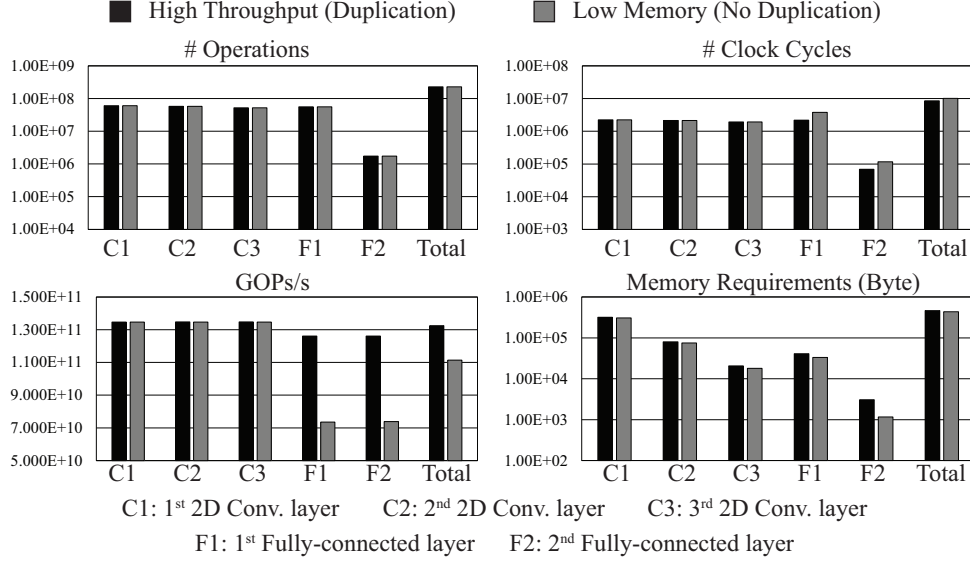 High Throughput (Duplication) Low Memory (No Duplication)
# Operations
1.00E+09
1.00E+08
1.00E+07
1.00E+06
1.00E+05
1.00E+04
C1 C2 C3 F1 F2 Total
# Clock Cycles
1.00E+08
1.00E+07
1.00E+06
1.00E+05
1.00E+04
1.00E+03
C1 C2 C3 F1 F2 Total
GOPs/s
1.500E+11
1.300E+11
1.100E+11
9.000E+10
7.000E+10
5.000E+10
C1 C2 C3 F1 F2 Total
Memory Requirements (Byte)
1.00E+06
1.00E+05
1.00E+04
1.00E+03
1.00E+02
C1 C2 C3 F1 F2 Total
C1: 1st 2D Conv. layer C2: 2nd 2D Conv. layer C3: 3rd 2D Conv. layer
F1: 1st Fully-connected layer F2: 2nd Fully-connected layer